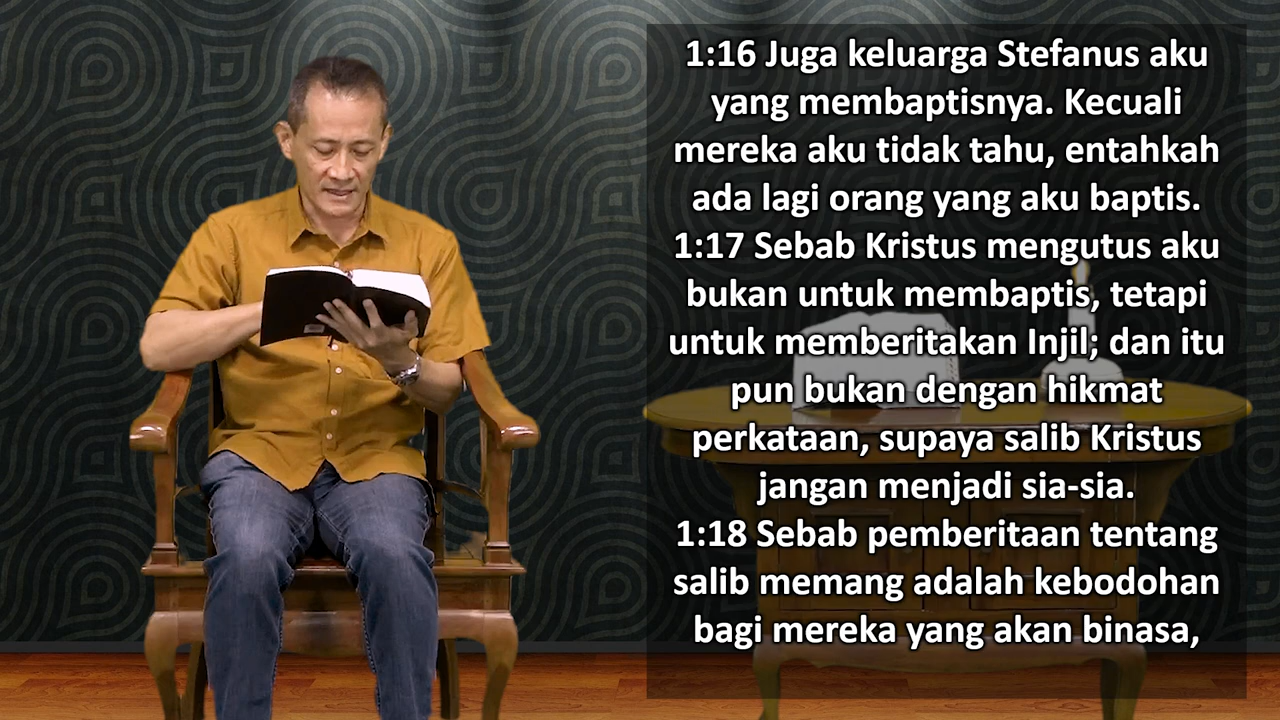 1:16 Juga keluarga Stefanus aku
yang membaptisnya. Kecuali
mereka aku tidak tahu, entahkah
ada lagi orang yang aku baptis.
1:17 Sebab Kristus mengutus aku
bukan untuk membaptis, tetapi
untuk memberitakan Injil; dan itu
pun bukan dengan hikmat
perkataan, supaya salib Kristus
jangan menjadi sia-sia.
1:18 Sebab pemberitaan tentang
salib memang adalah kebodohan
bagi mereka yang akan binasa,